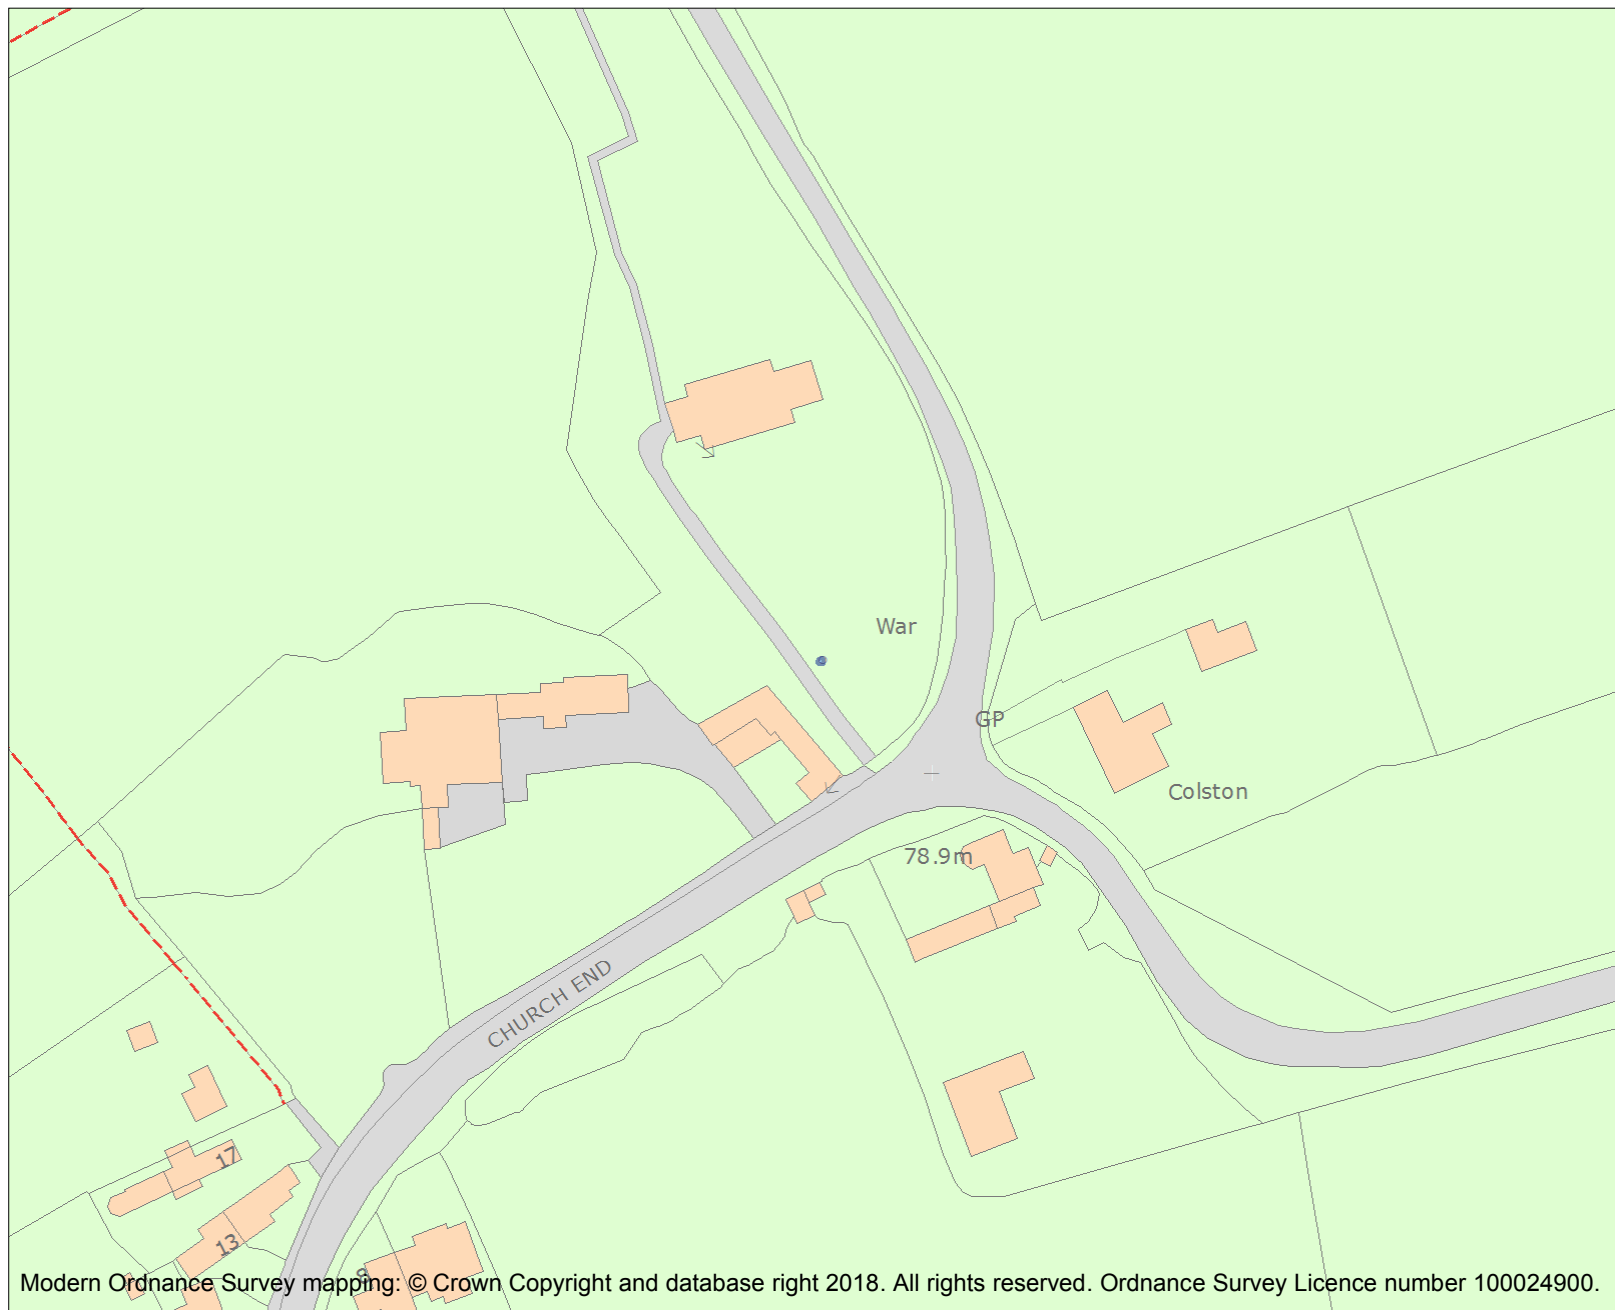 War
GP
Colston
78.9m
CHURCH END
17
13
8
Modern Ordnance Survey mapping: © Crown Copyright and database right 2018. All rights reserved. Ordnance Survey Licence number 100024900.